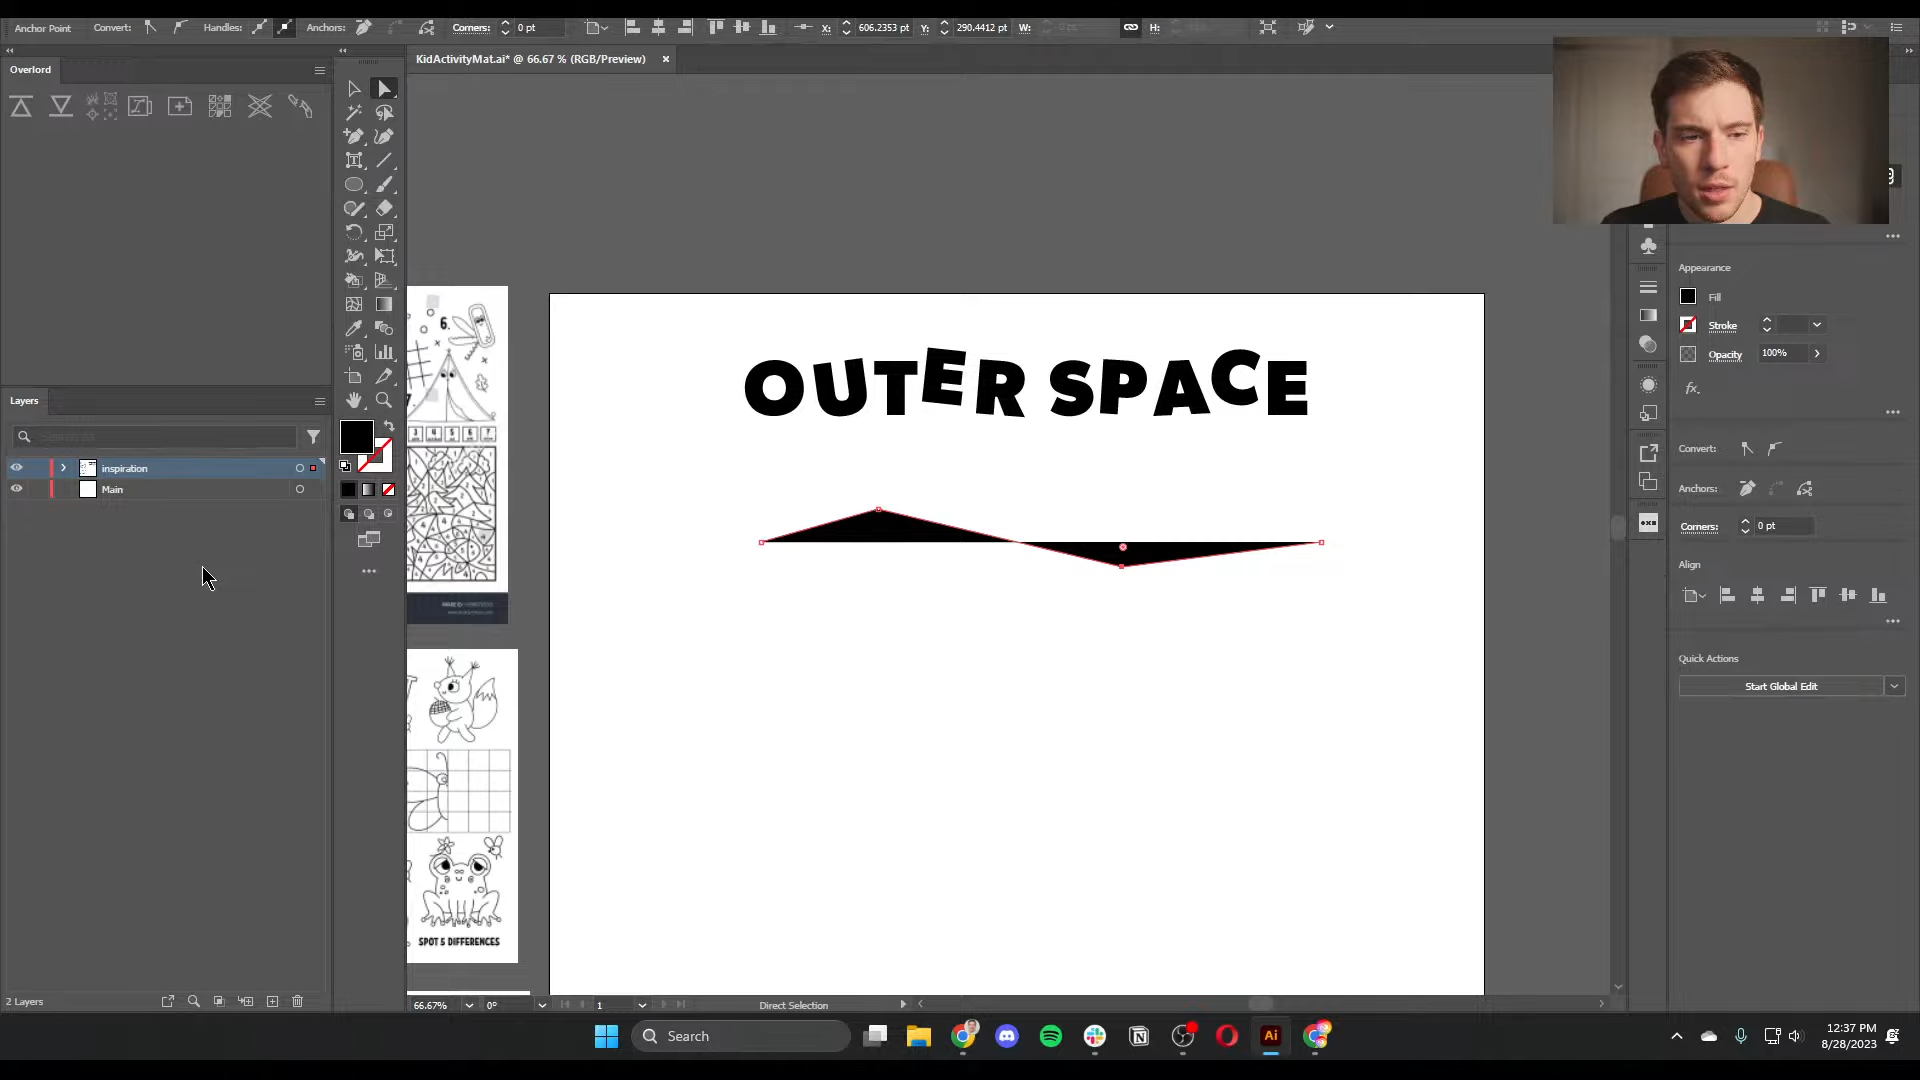 Anchor Point
Convert:
Handles:
Anchors:
Corners:
0 pt
X:
606.2353 pt
Y:
290.4412 pt
W:
H:
Overlord
KidActivityMat.ai* @ 66.67 % (RGB/Preview)
×
Layers
inspiration
Main
2 Layers
6.
OUTER SPACE
SPOT 5 DIFFERENCES
Appearance
Fill
Stroke
Opacity
100%
fx.
Convert:
Anchors:
Corners:
0 pt
Align
Quick Actions
Start Global Edit
66.67%
0°
1
Direct Selection
Search
Ai
12:37 PM
8/28/2023